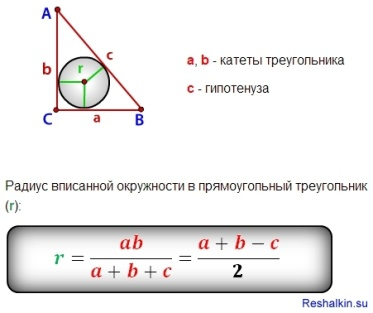 A
b
r
c
C
a
B
a, b - катеты треугольника
c - гипотенуза
Радиус вписанной окружности в прямоугольный треугольник
(r):
r = ab / (a + b + c) = (a + b − c) / 2
Reshalkin.su